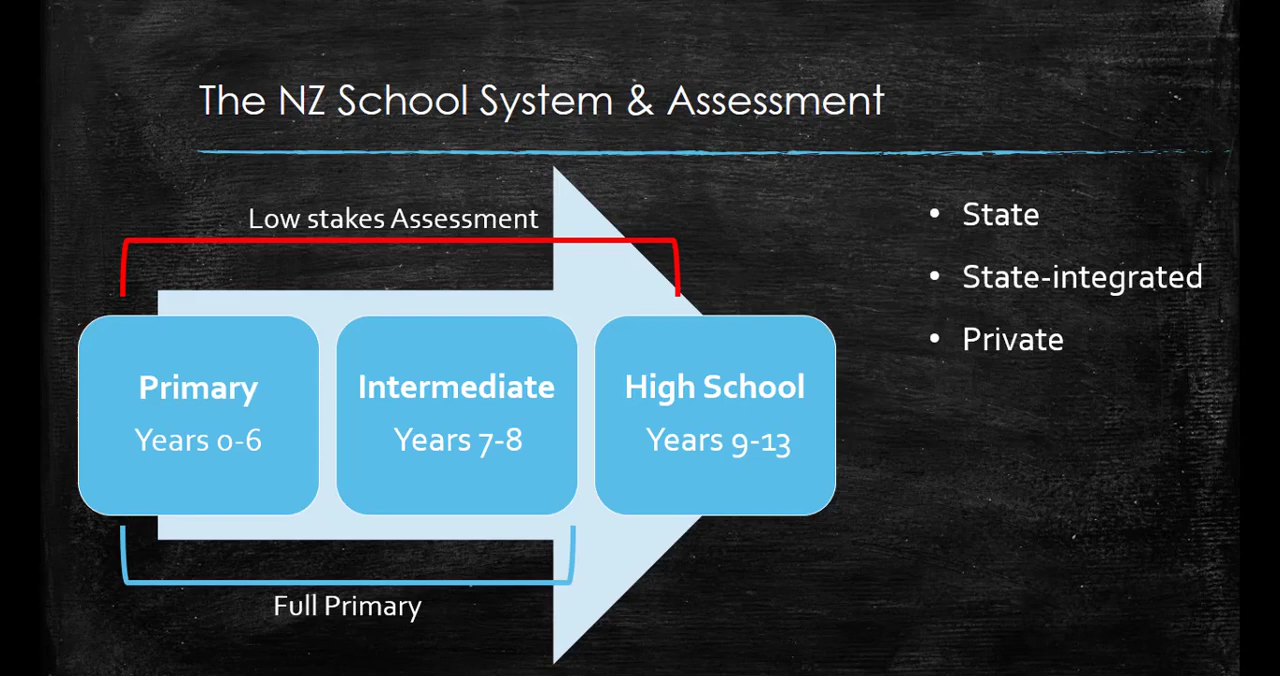 The NZ School System & Assessment
Low stakes Assessment
Primary
Years 0-6
Intermediate
Years 7-8
High School
Years 9-13
Full Primary
• State
• State-integrated
• Private